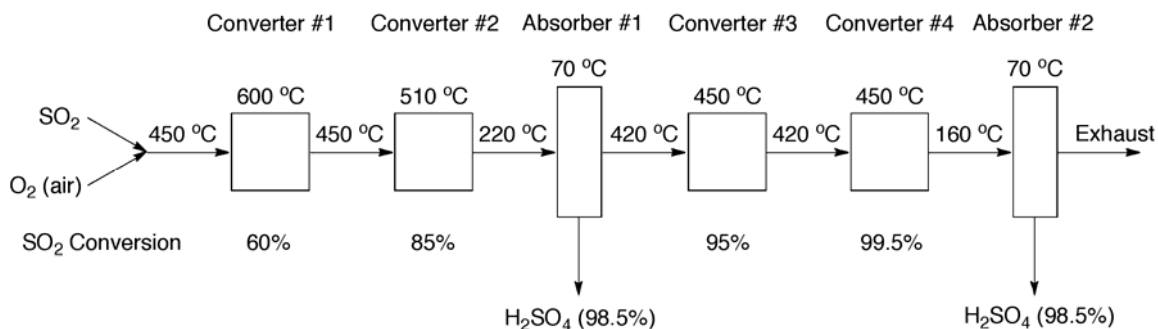 Converter #1 Converter #2 Absorber #1 Converter #3 Converter #4 Absorber #2
70 °C 70 °C
600 °C 510 °C 450 °C 450 °C
SO₂
450 °C 450 °C 220 °C 420 °C 420 °C 160 °C Exhaust
O₂ (air)
SO₂ Conversion 60% 85% 95% 99.5%
H₂SO₄ (98.5%) H₂SO₄ (98.5%)